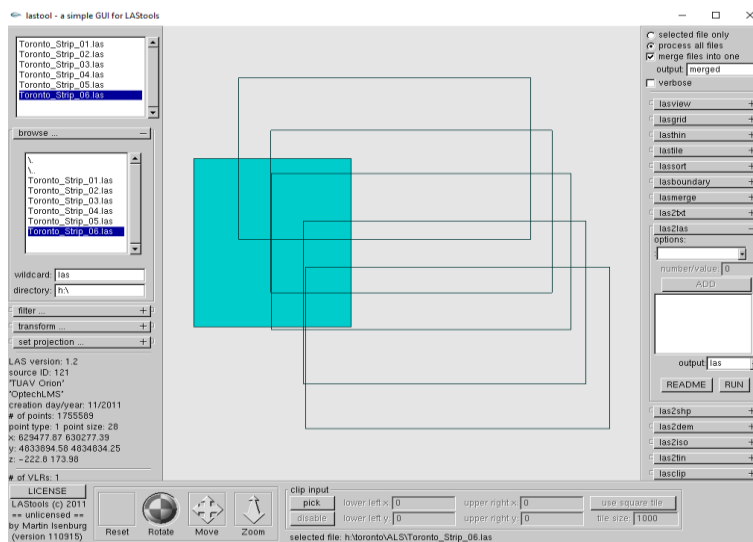 lastool - a simple GUI for LAStools
Toronto_Strip_01.las
Toronto_Strip_02.las
Toronto_Strip_03.las
Toronto_Strip_04.las
Toronto_Strip_05.las
Toronto_Strip_06.las
browse ...
\.
\..
Toronto_Strip_01.las
Toronto_Strip_02.las
Toronto_Strip_03.las
Toronto_Strip_04.las
Toronto_Strip_05.las
Toronto_Strip_06.las
wildcard: las
directory: h:\
filter ...
transform ...
set projection ...
LAS version: 1.2
source ID: 121
'TUAV Orion'
'OptechLMS'
creation day/year: 11/2011
# of points: 1755589
point type: 1 point size: 28
x: 629477.87 630277.39
y: 4833894.58 4834834.25
z: -222.8 173.98
# of VLRs: 1
LICENSE
LAStools (c) 2011
== unlicensed ==
by Martin Isenburg
(version 110915)
Reset
Rotate
Move
Zoom
clip input
pick
lower left x: 0
upper right x: 0
use square tile
disable
lower left y: 0
upper right y: 0
tile size: 1000
selected file: h:\toronto\ALS\Toronto_Strip_06.las
selected file only
process all files
merge files into one
output: merged
verbose
lasview
lasgrid
lasthin
lastile
lassort
lasboundary
lasmerge
las2txt
las2las
options:
number/value: 0
ADD
output: las
README
RUN
las2shp
las2dem
las2iso
las2tin
lasclip